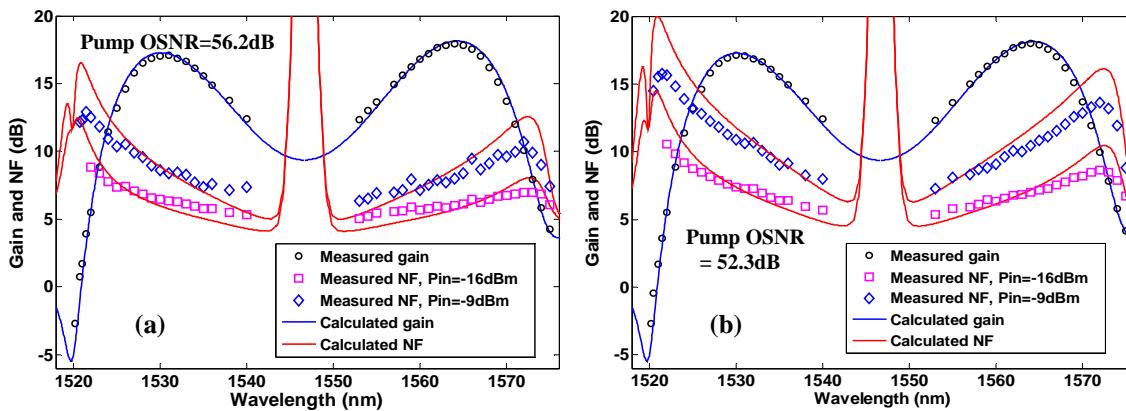 Pump OSNR=56.2dB
20
15
10
5
0
-5
Gain and NF (dB)
Measured gain
Measured NF, Pin=-16dBm
Measured NF, Pin=-9dBm
Calculated gain
Calculated NF
(a)
1520 1530 1540 1550 1560 1570
Wavelength (nm)
20
15
10
5
0
-5
Gain and NF (dB)
Pump OSNR
= 52.3dB
Measured gain
Measured NF, Pin=-16dBm
Measured NF, Pin=-9dBm
Calculated gain
Calculated NF
(b)
1520 1530 1540 1550 1560 1570
Wavelength (nm)